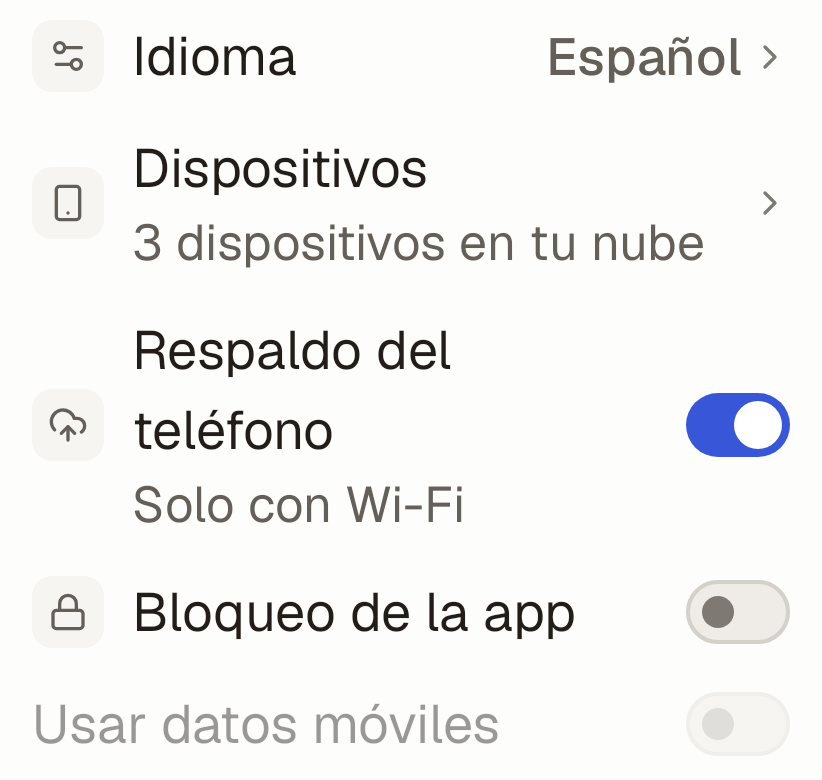 Idioma
Español
Dispositivos
3 dispositivos en tu nube
Respaldo del
teléfono
Solo con Wi-Fi
Bloqueo de la app
Usar datos móviles